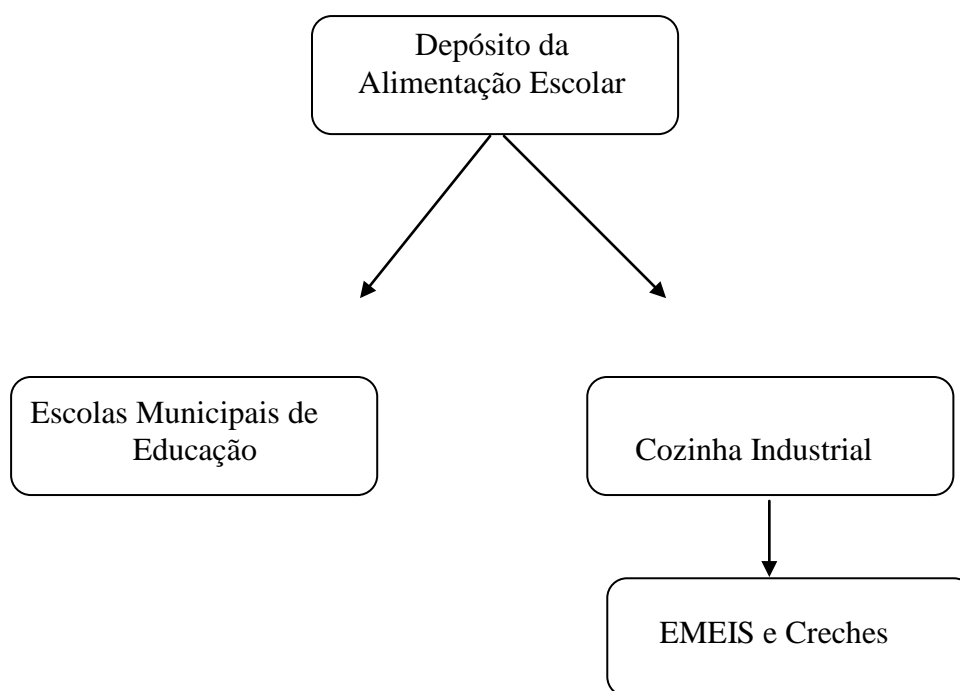 Depósito da
Alimentação Escolar
Escolas Municipais de
Educação
Cozinha Industrial
EMEIS e Creches